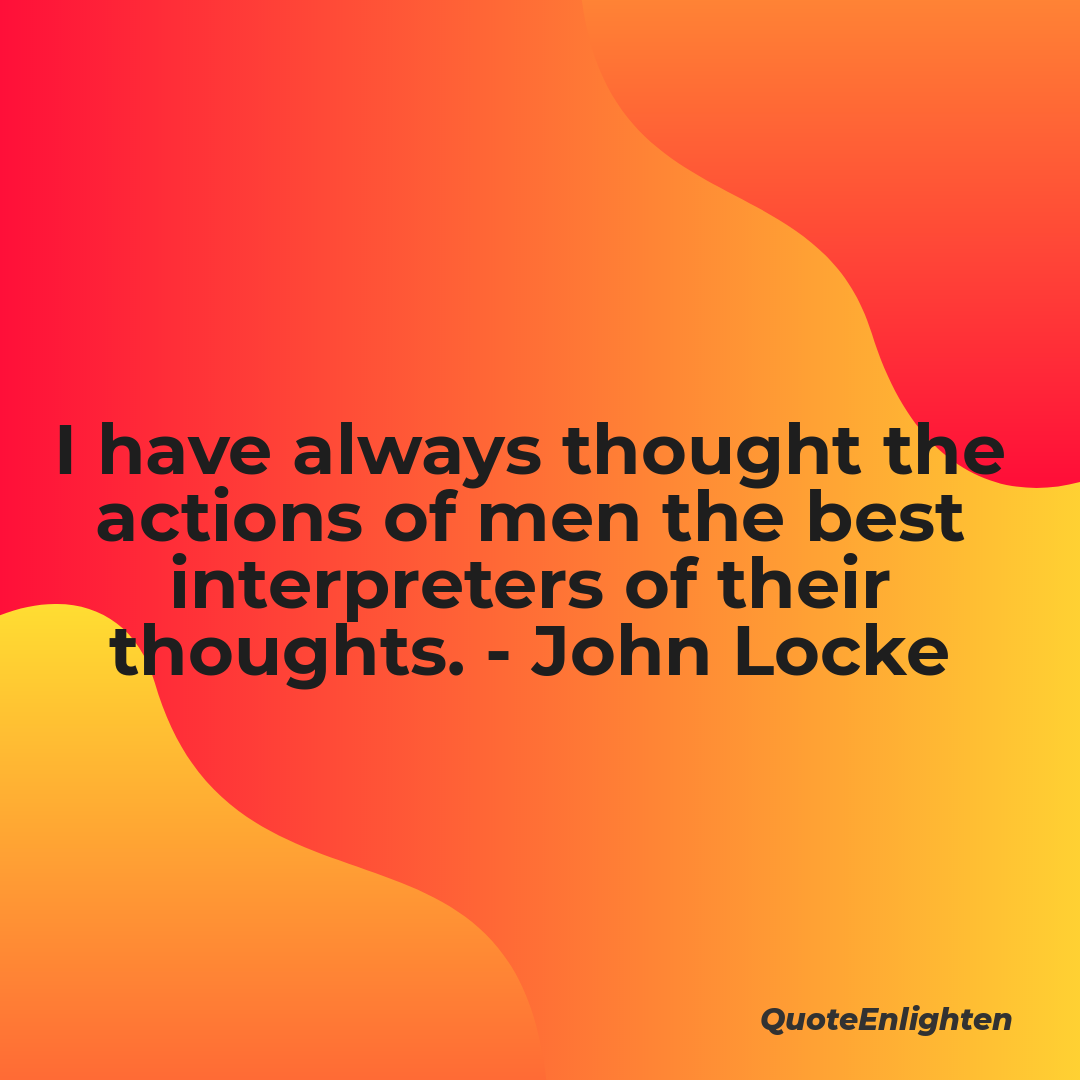 I have always thought the
actions of men the best
interpreters of their
thoughts. - John Locke
QuoteEnlighten